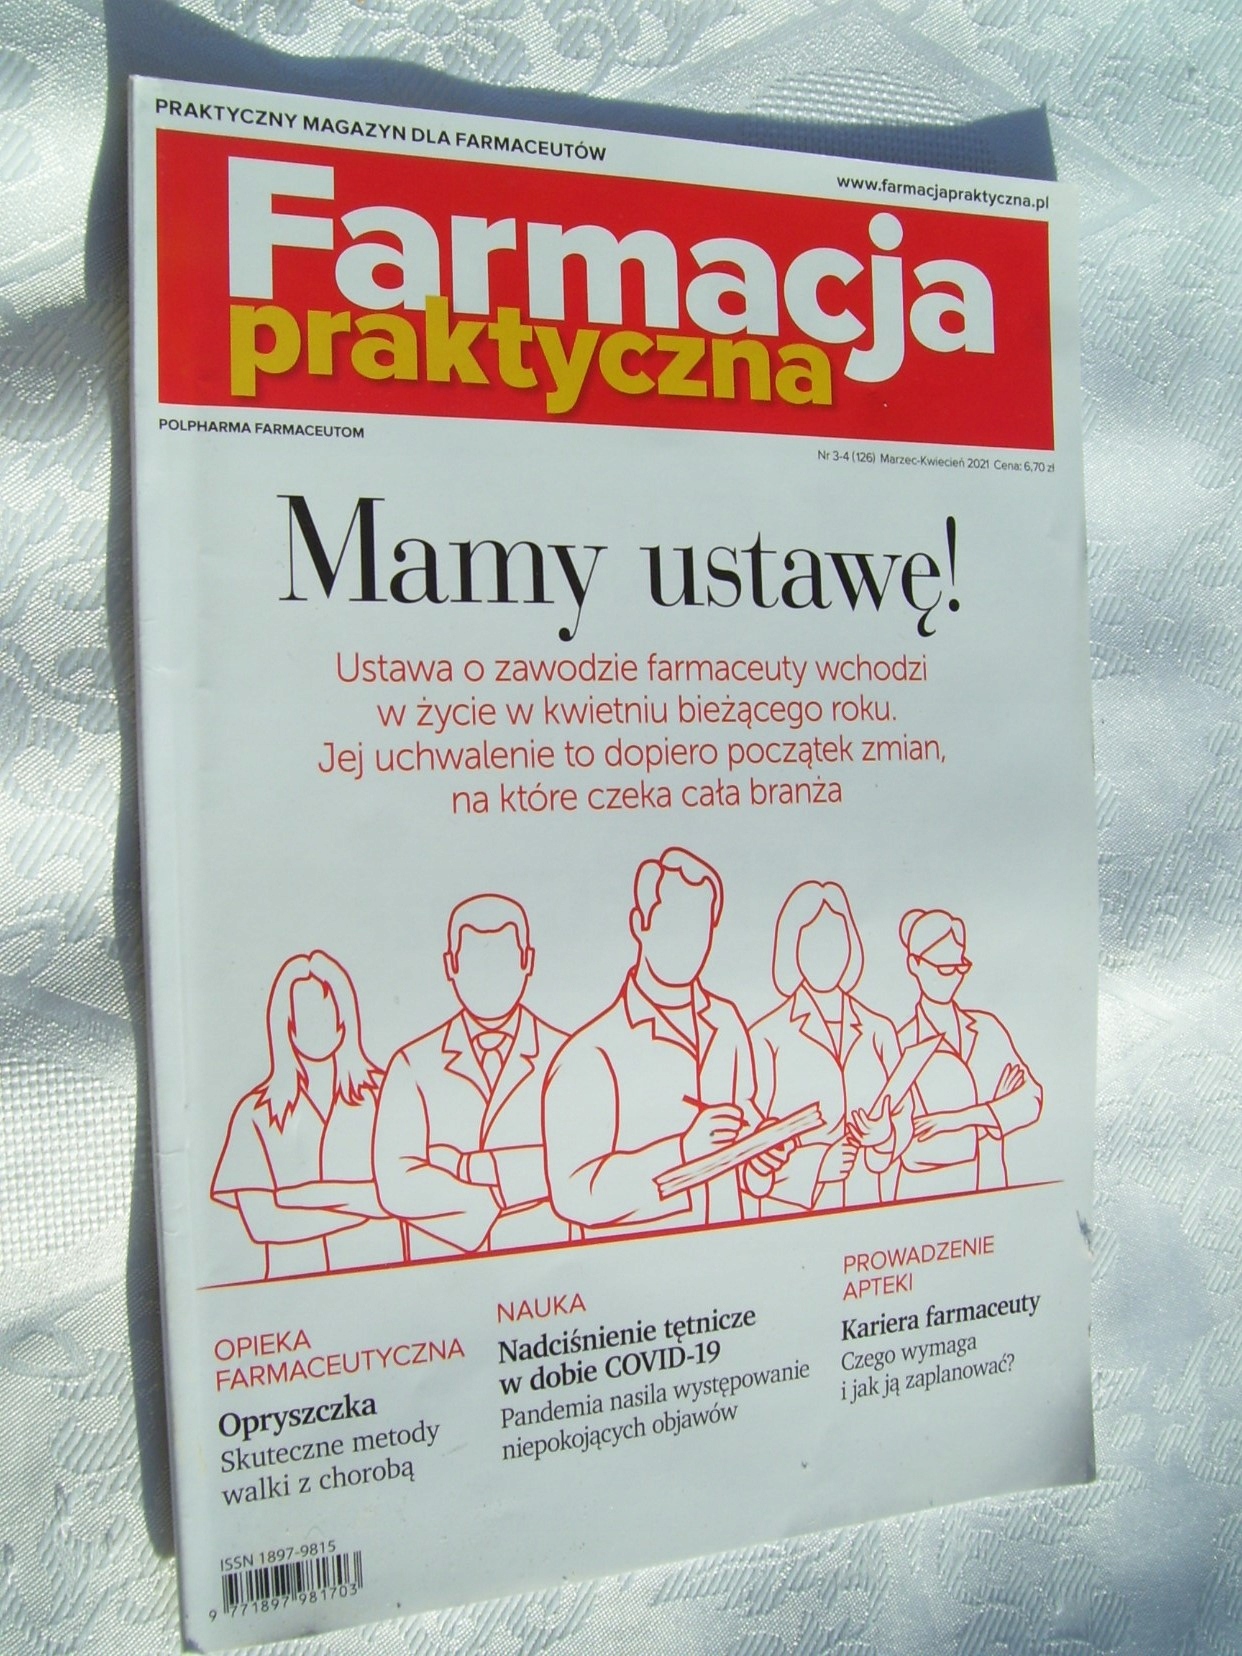 PRAKTYCZNY MAGAZYN DLA FARMACEUTÓW
www.farmacjapraktyczna.pl
Farmacja
praktyczna
POLPHARMA FARMACEUTOM
Nr 3-4 (126) Marzec-Kwiecień 2021 Cena: 6,70 zł
Mamy ustawę!
Ustawa o zawodzie farmaceuty wchodzi
w życie w kwietniu bieżącego roku.
Jej uchwalenie to dopiero początek zmian,
na które czeka cała branża
OPIEKA
FARMACEUTYCZNA
Opryszczka
Skuteczne metody
walki z chorobą
NAUKA
Nadciśnienie tętnicze
w dobie COVID-19
Pandemia nasila występowanie
niepokojących objawów
PROWADZENIE
APTEKI
Kariera farmaceuty
Czego wymaga
i jak ją zaplanować?
ISSN 1897-9815
9 771897 981703